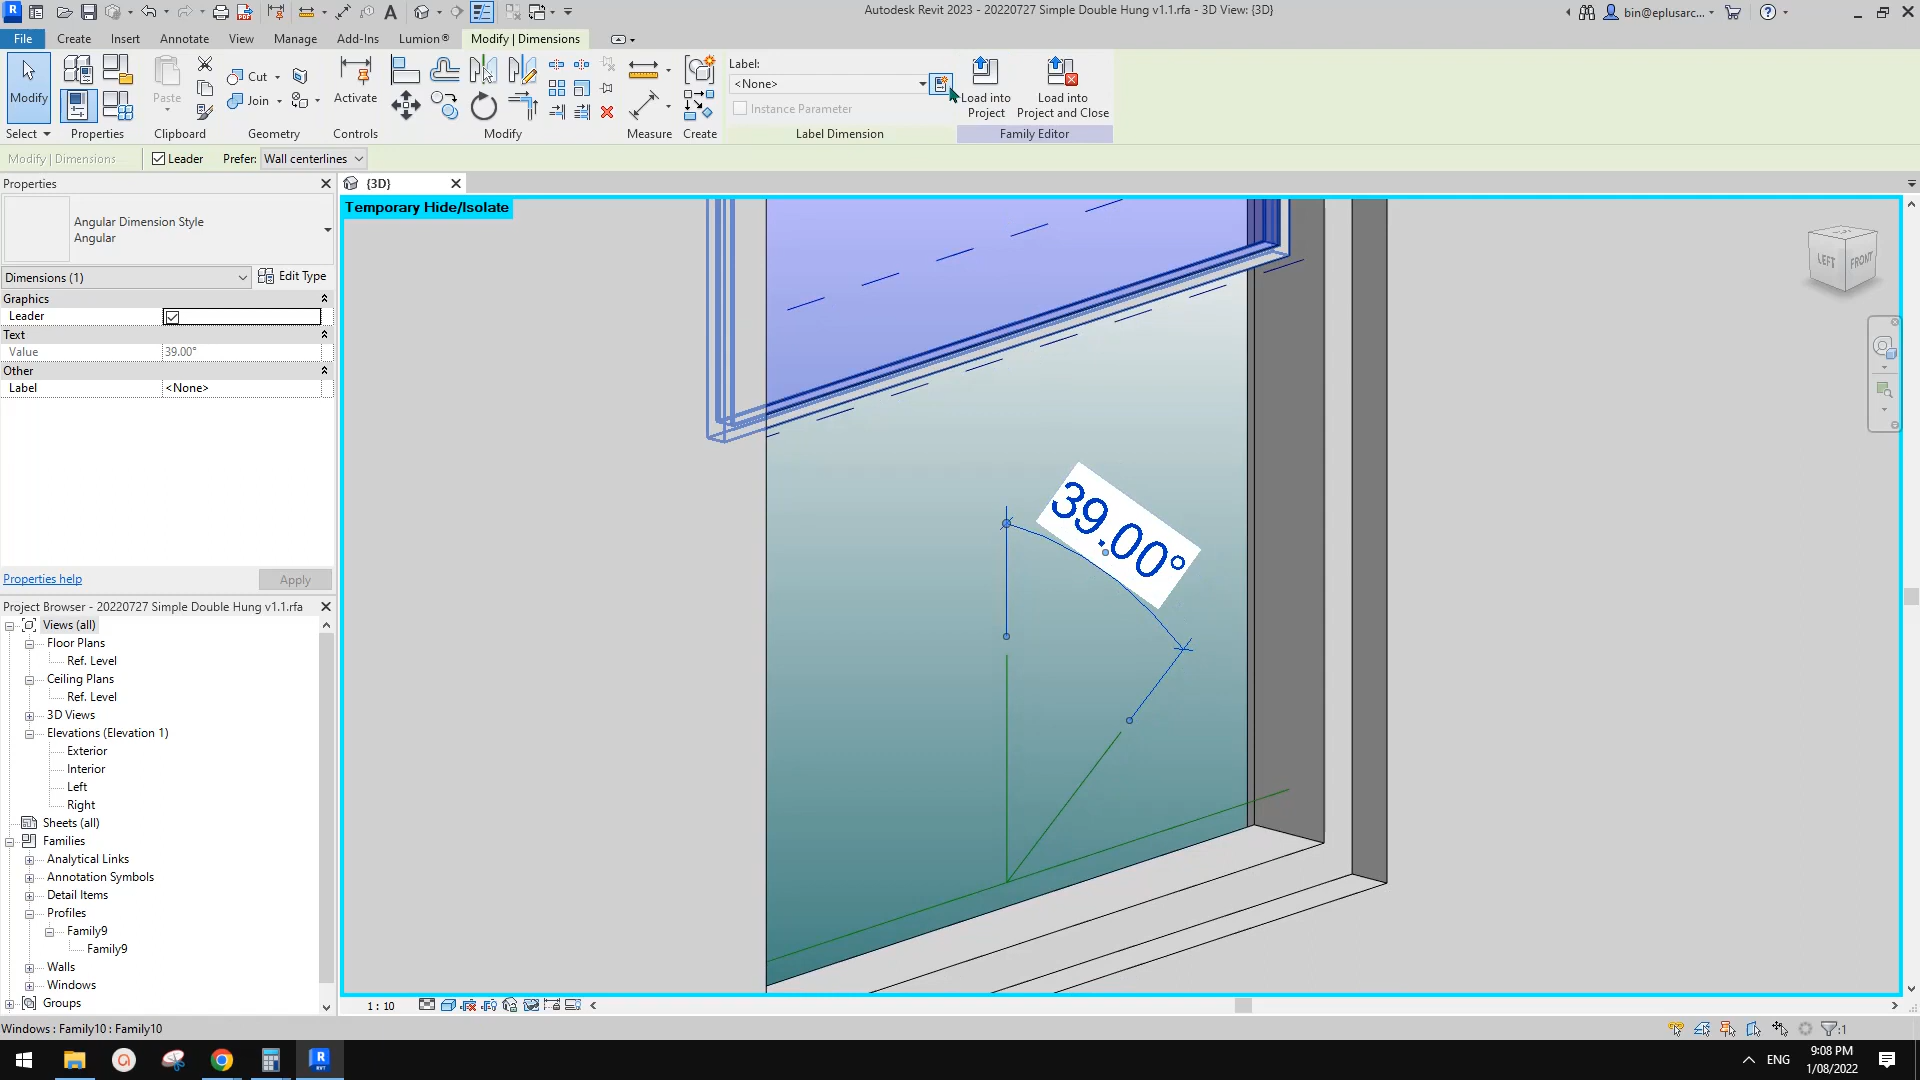 Autodesk Revit 2023 - 20220727 Simple Double Hung v1.1.rfa - 3D View: {3D}
bin@eplusarc...
File
Create
Insert
Annotate
View
Manage
Add-Ins
Lumion®
Modify | Dimensions
Modify
Select
Properties
Paste
Clipboard
Cut
Join
Geometry
Activate
Controls
Modify
Measure
Create
Label:
<None>
Instance Parameter
Label Dimension
Load into
Project
Load into
Project and Close
Family Editor
Modify | Dimensions
Leader
Prefer:
Wall centerlines
Properties
Angular Dimension Style
Angular
Dimensions (1)
Edit Type
Graphics
Leader
Text
Value
39.00°
Other
Label
<None>
Properties help
Apply
Project Browser - 20220727 Simple Double Hung v1.1.rfa
Views (all)
Floor Plans
Ref. Level
Ceiling Plans
Ref. Level
3D Views
Elevations (Elevation 1)
Exterior
Interior
Left
Right
Sheets (all)
Families
Analytical Links
Annotation Symbols
Detail Items
Profiles
Family9
Family9
Walls
Windows
Groups
{3D}
Temporary Hide/Isolate
LEFT
FRONT
39.00°
1 : 10
Windows : Family10 : Family10
:1
ENG
9:08 PM
1/08/2022